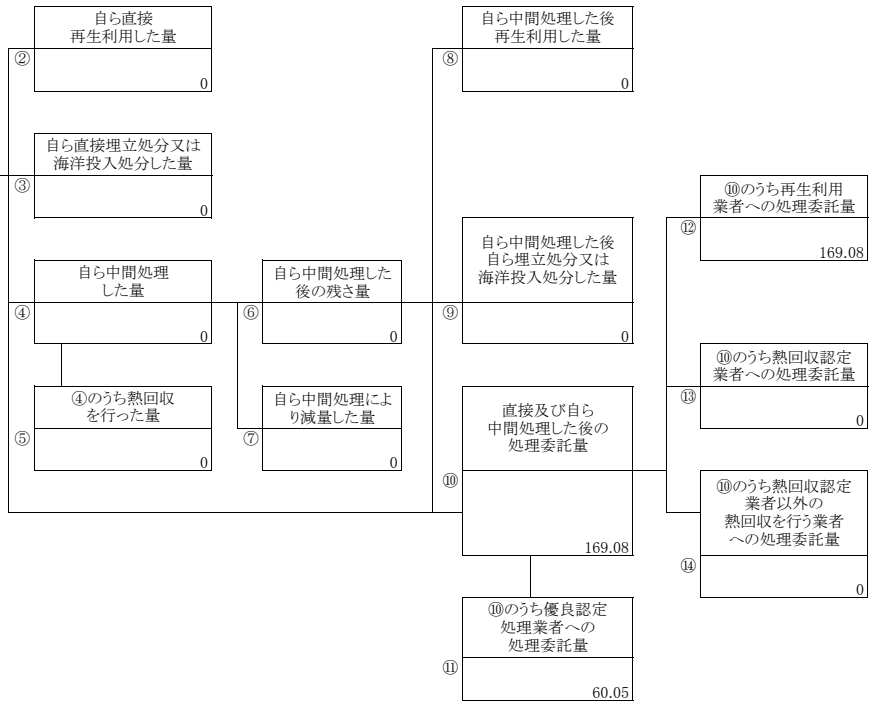 自ら直接
再生利用した量
②
0
自ら直接埋立処分又は
海洋投入処分した量
③
0
自ら中間処理
した量
④
0
④のうち熱回収
を行った量
⑤
0
自ら中間処理した
後の残さ量
⑥
0
自ら中間処理によ
り減量した量
⑦
0
自ら中間処理した後
再生利用した量
⑧
0
自ら中間処理した後
自ら埋立処分又は
海洋投入処分した量
⑨
0
直接及び自ら
中間処理した後の
処理委託量
⑩
169.08
⑩のうち優良認定
処理業者への
処理委託量
⑪
60.05
⑩のうち再生利用
業者への処理委託量
⑫
169.08
⑩のうち熱回収認定
業者への処理委託量
⑬
0
⑩のうち熱回収認定
業者以外の
熱回収を行う業者
への処理委託量
⑭
0